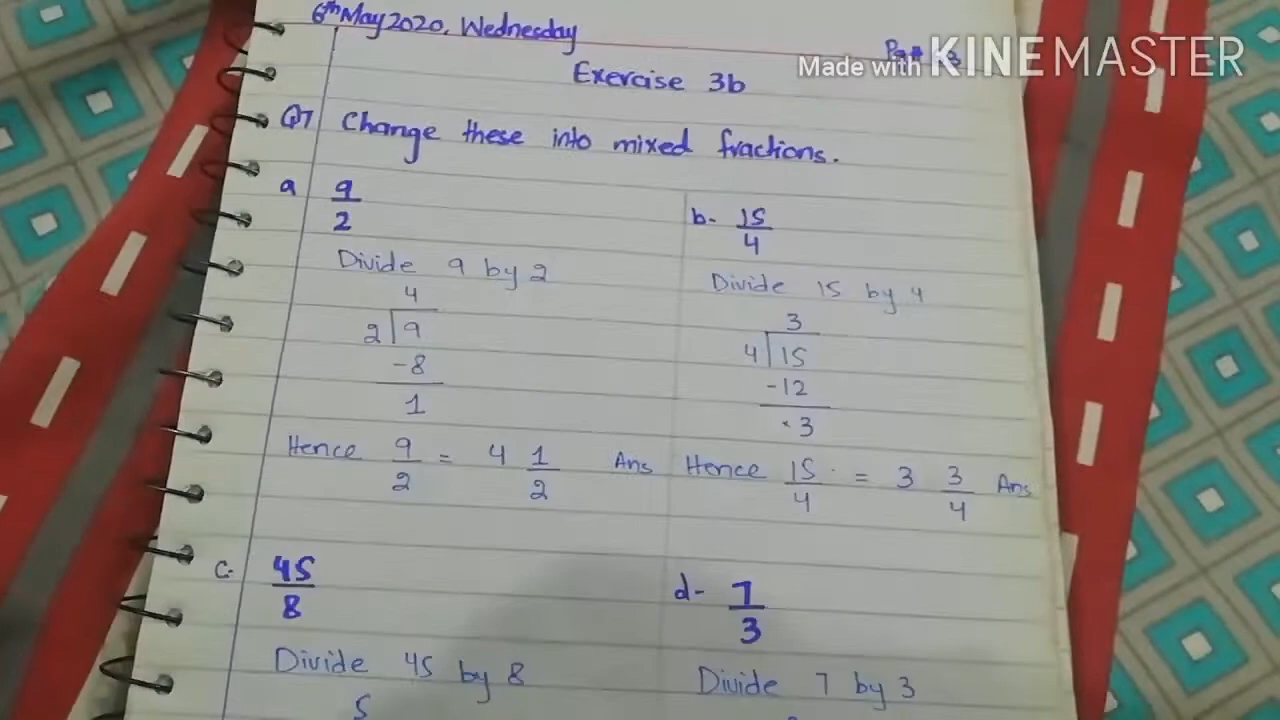 6th May 2020, Wednesday
Made with KINEMASTER
Exercise 3b
Q7 Change these into mixed fractions.
a 9/2
Divide 9 by 2
4
2 9
-8
1
Hence 9/2 = 4 1/2 Ans
b- 15/4
Divide 15 by 4
3
4 15
-12
3
Hence 15/4 = 3 3/4 Ans
c- 45/8
Divide 45 by 8
5
d- 7/3
Divide 7 by 3